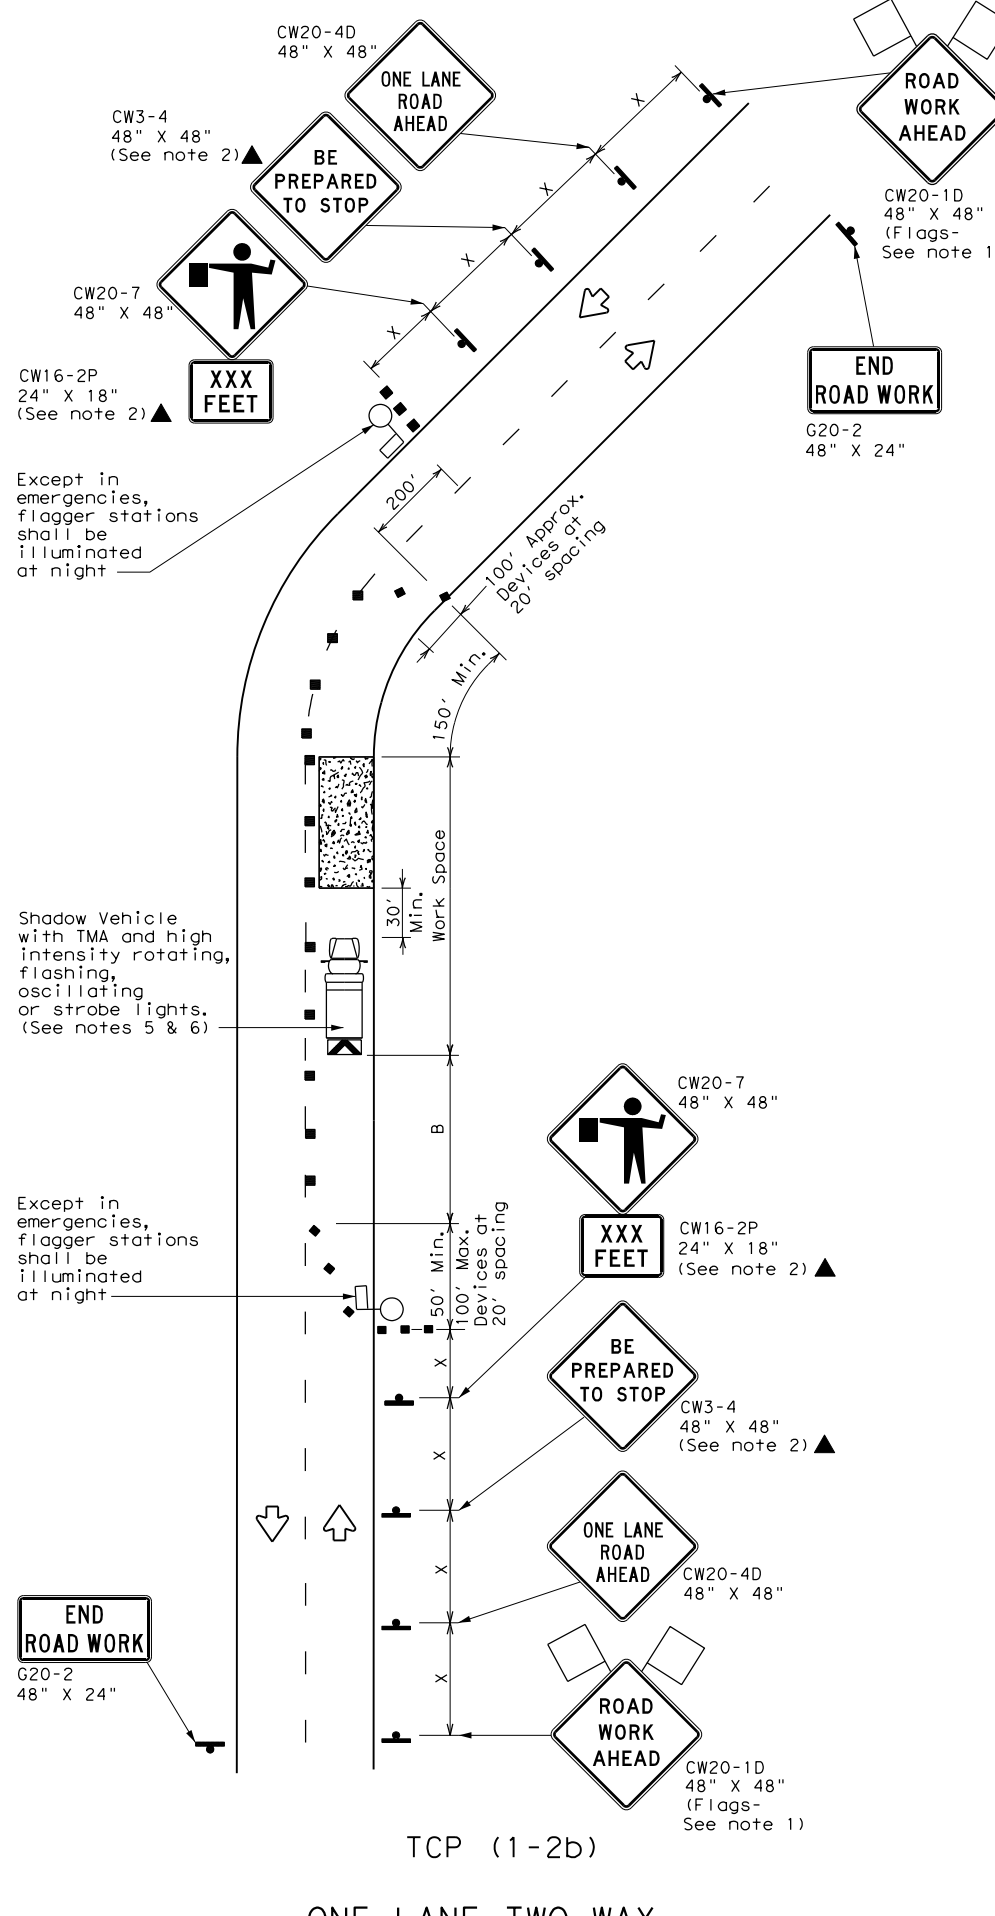 CW20-4D
48" X 48"
ONE LANE
ROAD
AHEAD
ROAD
WORK
AHEAD
CW3-4
48" X 48"
(See note 2)
BE
PREPARED
TO STOP
X
X
X
X
CW20-1D
48" X 48"
(Flags-
See note 1
CW20-7
48" X 48"
CW16-2P
24" X 18"
(See note 2)
XXX
FEET
END
ROAD WORK
G20-2
48" X 24"
Except in
emergencies,
flagger stations
shall be
illuminated
at night
200'
100' Approx.
Devices at
20' spacing
150' Min.
Work Space
30'
Min.
Shadow Vehicle
with TMA and high
intensity rotating,
flashing,
oscillating
or strobe lights.
(See notes 5 & 6)
B
CW20-7
48" X 48"
Except in
emergencies,
flagger stations
shall be
illuminated
at night
50' Min.
100' Max.
Devices at
20' spacing
XXX
FEET
CW16-2P
24" X 18"
(See note 2)
X
BE
PREPARED
TO STOP
CW3-4
48" X 48"
(See note 2)
X
ONE LANE
ROAD
AHEAD
CW20-4D
48" X 48"
X
END
ROAD WORK
G20-2
48" X 24"
X
ROAD
WORK
AHEAD
CW20-1D
48" X 48"
(Flags-
See note 1)
TCP (1-2b)
ONE LANE TWO WAY